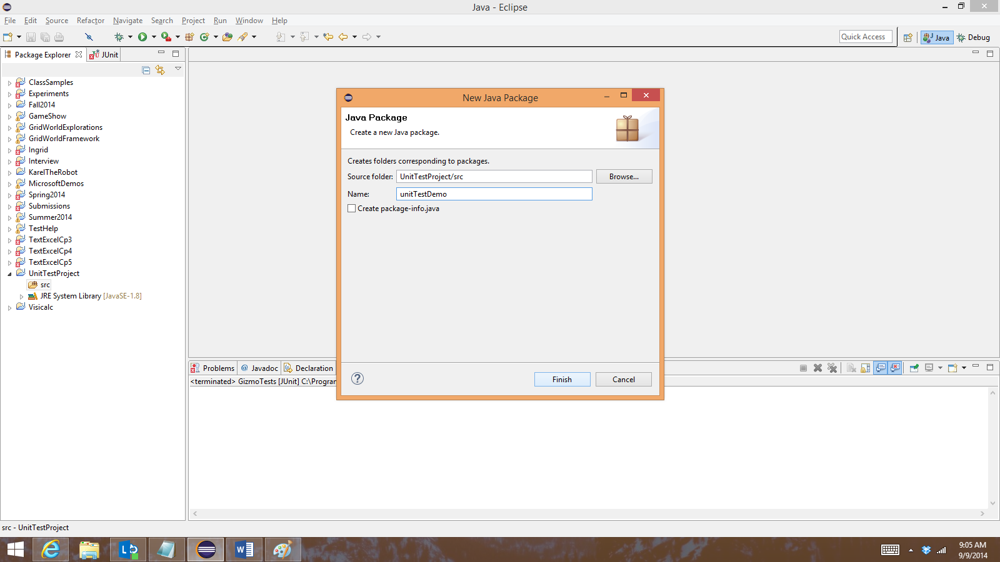 Java - Eclipse
File Edit Source Refactor Navigate Search Project Run Window Help
Quick Access
Java
Debug
Package Explorer
JUnit
ClassSamples
Experiments
Fall2014
GameShow
GridWorldExplorations
GridWorldFramework
Ingrid
Interview
KarelTheRobot
MicrosoftDemos
Spring2014
Submissions
Summer2014
TestHelp
TextExcelCp3
TextExcelCp4
TextExcelCp5
UnitTestProject
src
JRE System Library [JavaSE-1.8]
Visicalc
New Java Package
Java Package
Create a new Java package.
Creates folders corresponding to packages.
Source folder: UnitTestProject/src Browse...
Name: unitTestDemo
Create package-info.java
Finish Cancel
Problems @ Javadoc Declaration
<terminated> GizmoTests [JUnit] C:\Program
src - UnitTestProject
9:05 AM
9/9/2014